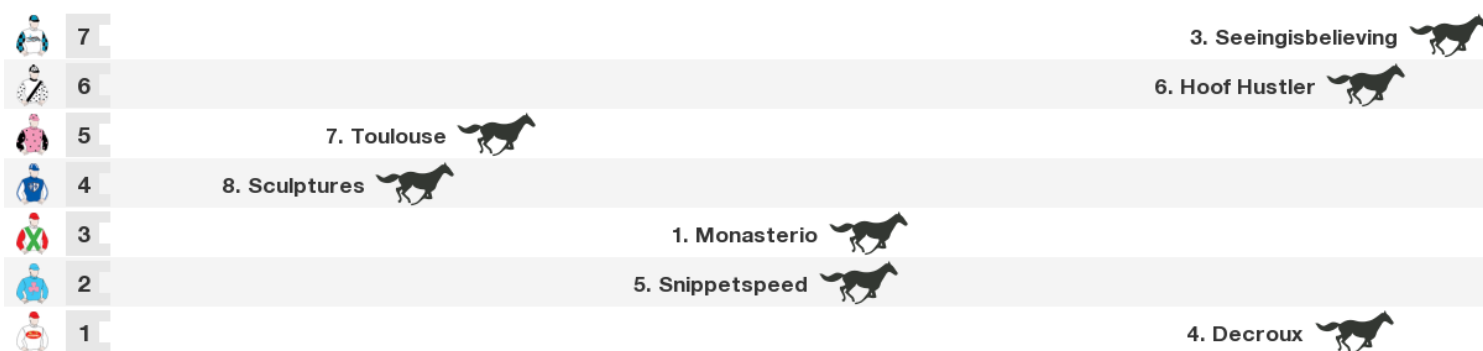 7 3. Seeingisbelieving
6 6. Hoof Hustler
5 7. Toulouse
4 8. Sculptures
3 1. Monasterio
2 5. Snippetspeed
1 4. Decroux